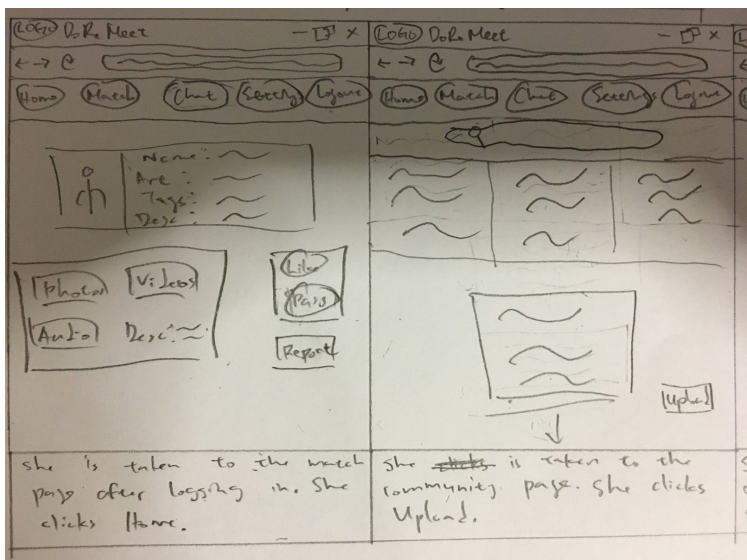 LOGO DoRe Meet
Home Match Chat Settings Logout
Name:
Art:
Tags:
Desc:
Photos Videos
Audio Desc:
Like
Pass
Report
She is taken to the match
page after logging in. She
clicks Home.
LOGO DoRe Meet
Home Match Chat Settings Logout
Upload
She clicks is taken to the
community page. She clicks
Upload.